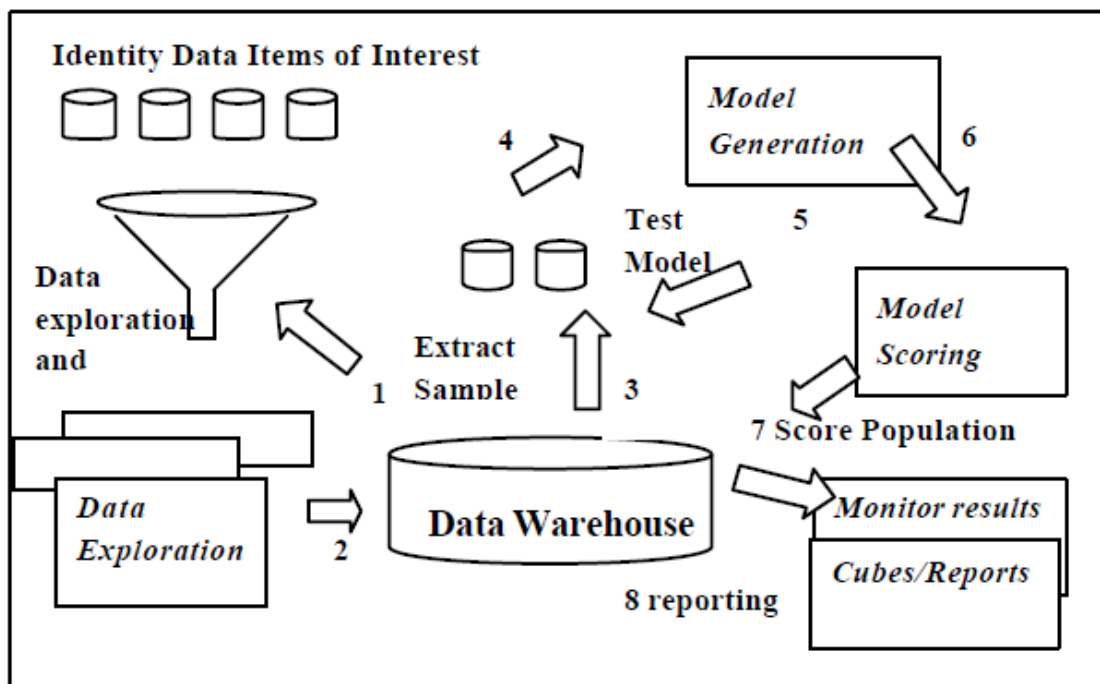 Identity Data Items of Interest
Model
Generation
4
6
5
Test
Model
Data
exploration
and
Model
Scoring
Extract
Sample
1
3
7 Score Population
Data
Exploration
2
Data Warehouse
Monitor results
Cubes/Reports
8 reporting